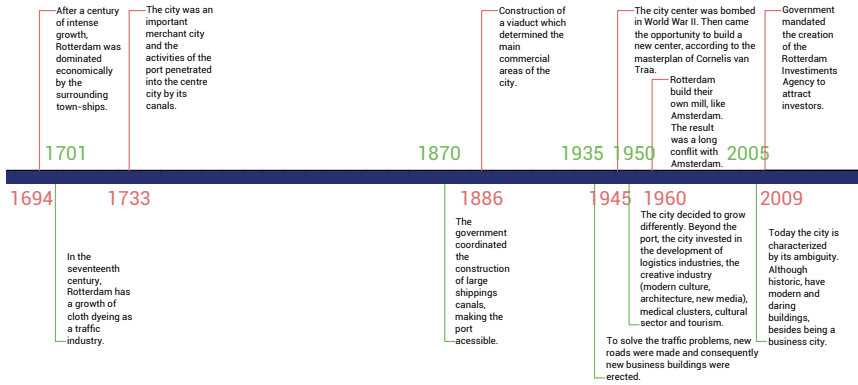 After a century
of intense
growth,
Rotterdam was
dominated
economically
by the
surrounding
town-ships.
The city was an
important
merchant city
and the
activities of the
port penetrated
into the centre
city by its
canals.
Construction of
a viaduct which
determined the
main
commercial
areas of the
city.
The city center was bombed
in World War II. Then came
the opportunity to build a
new center, according to the
masterplan of Cornelis van
Traa.
Rotterdam
build their
own mill, like
Amsterdam.
The result
was a long
conflit with
Amsterdam.
Government
mandated
the creation
of the
Rotterdam
Investiments
Agency to
attract
investors.
1701
1870
1935
1950
2005
1694
1733
1886
1945
1960
2009
In the
seventeenth
century,
Rotterdam has
a growth of
cloth dyeing as
a traffic
industry.
The
government
coordinated
the
construction
of large
shippings
canals,
making the
port
acessible.
The city decided to grow
differently. Beyond the
port, the city invested in
the development of
logistics industries, the
creative industry
(modern culture,
architecture, new media),
medical clusters, cultural
sector and tourism.
To solve the traffic problems, new
roads were made and consequently
new business buildings were
erected.
Today the city is
characterized
by its ambiguity.
Although
historic, have
modern and
daring
buildings,
besides being a
business city.